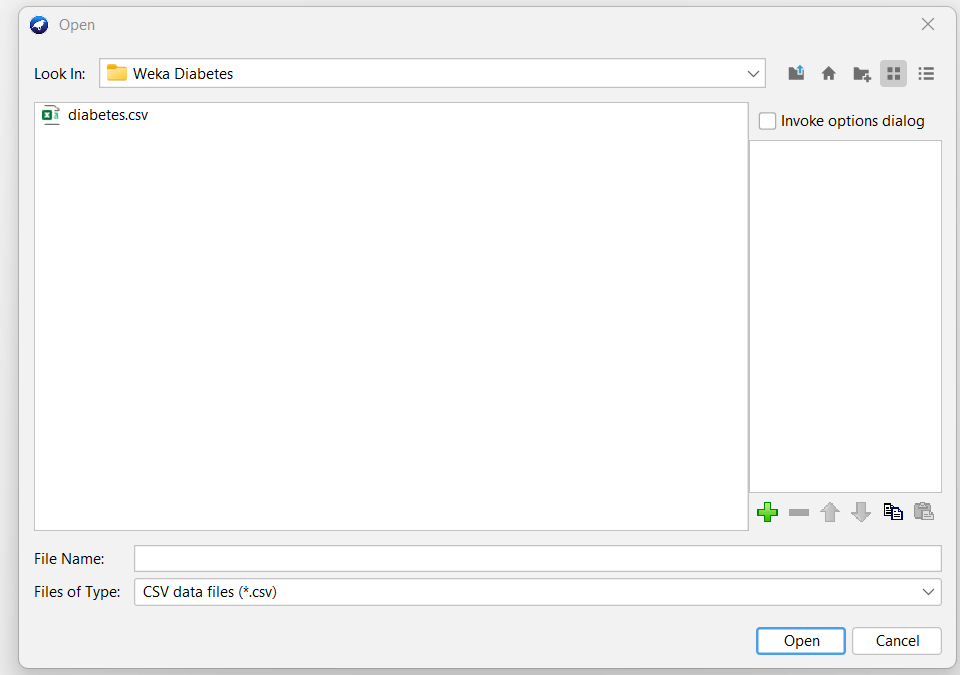 Open
Look In: Weka Diabetes
diabetes.csv
Invoke options dialog
File Name:
Files of Type: CSV data files (*.csv)
Open Cancel